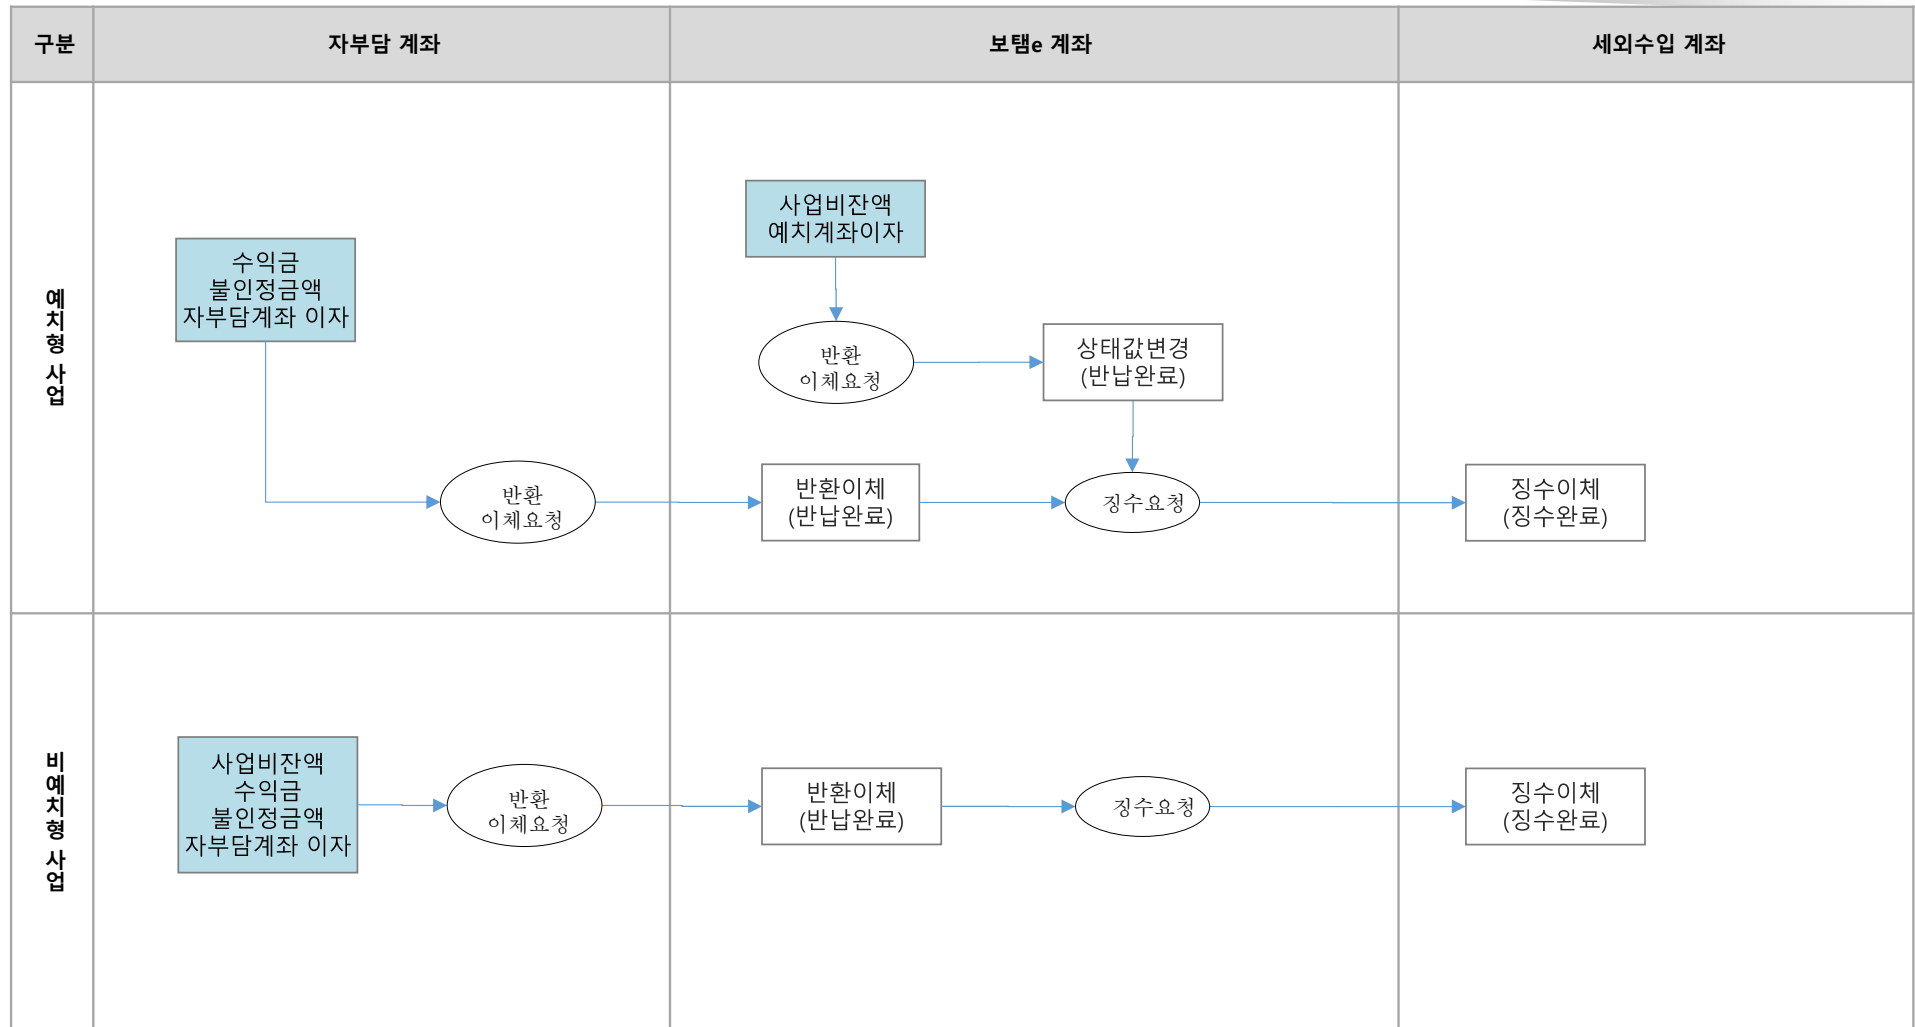 구분
자부담 계좌
보탬e 계좌
세외수입 계좌
예치형 사업
수익금
불인정금액
자부담계좌 이자
반환
이체요청
사업비잔액
예치계좌이자
반환
이체요청
상태값변경
(반납완료)
반환이체
(반납완료)
징수요청
징수이체
(징수완료)
비예치형 사업
사업비잔액
수익금
불인정금액
자부담계좌 이자
반환
이체요청
반환이체
(반납완료)
징수요청
징수이체
(징수완료)